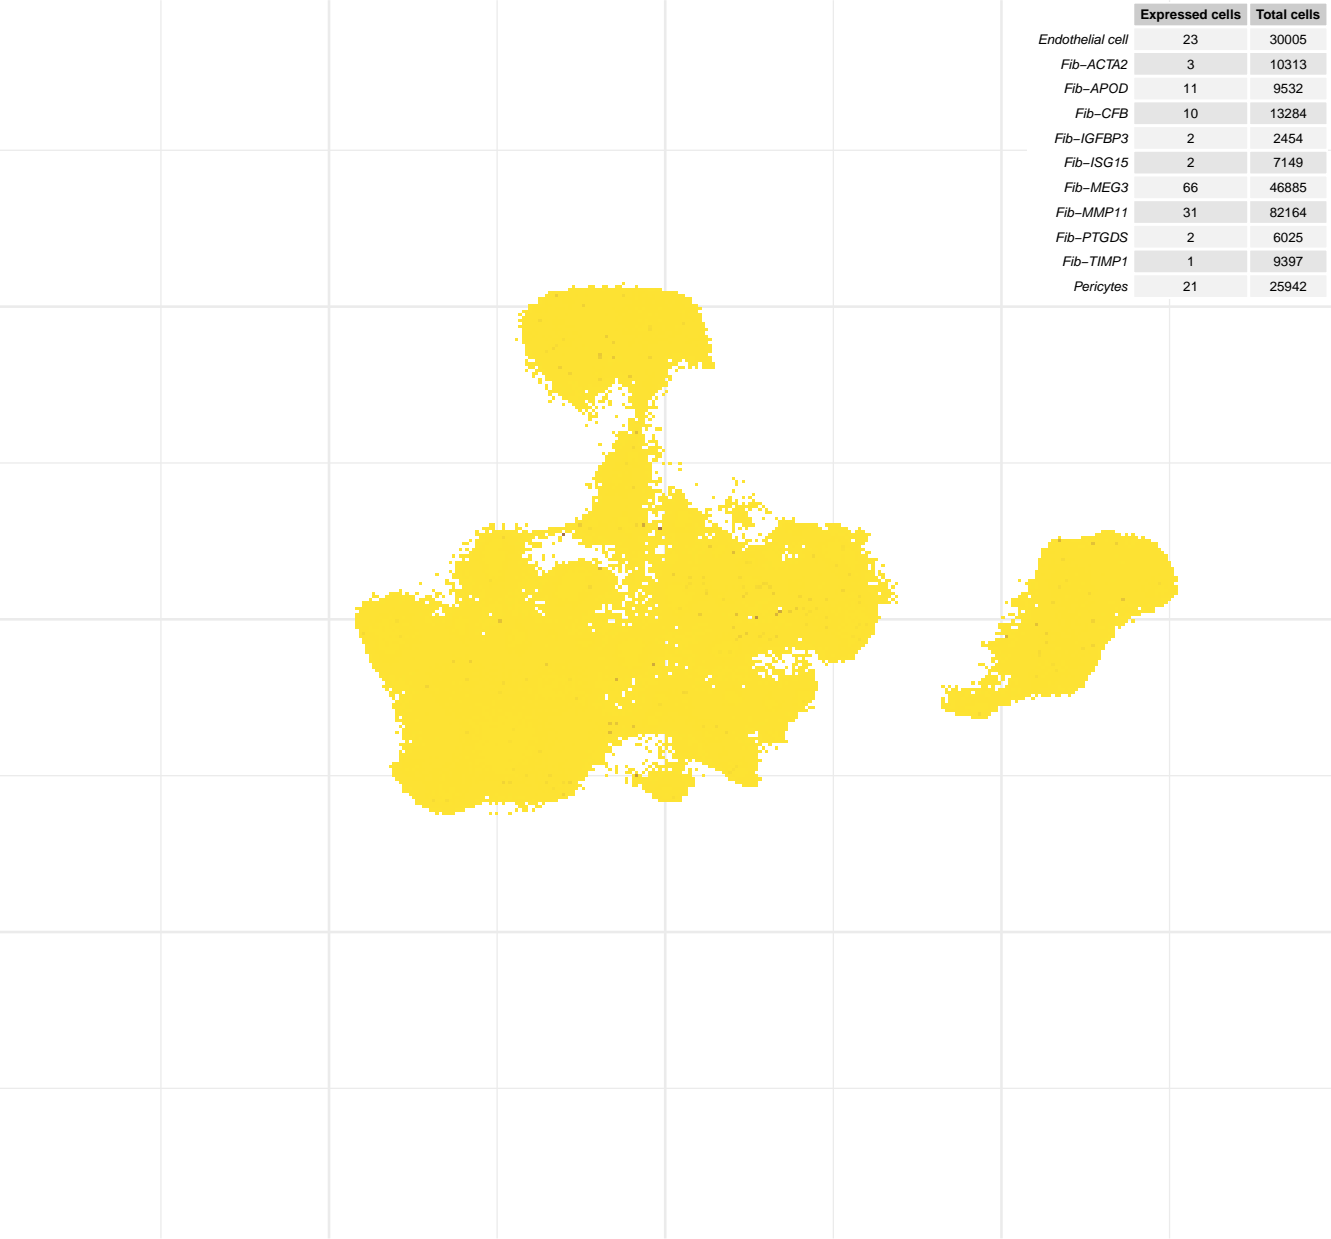 Expressed cells Total cells
Endothelial cell 23 30005
Fib−ACTA2 3 10313
Fib−APOD 11 9532
Fib−CFB 10 13284
Fib−IGFBP3 2 2454
Fib−ISG15 2 7149
Fib−MEG3 66 46885
Fib−MMP11 31 82164
Fib−PTGDS 2 6025
Fib−TIMP1 1 9397
Pericytes 21 25942